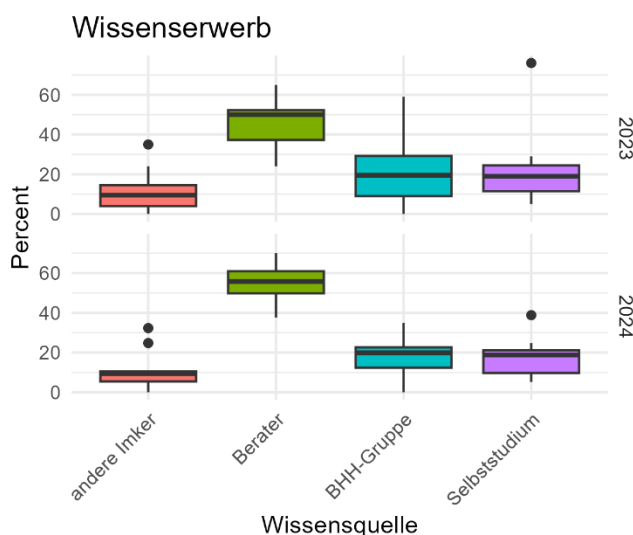 Wissenserwerb
Percent
60
40
20
0
2023
60
40
20
0
2024
andere Imker
Berater
BHH-Gruppe
Selbststudium
Wissensquelle